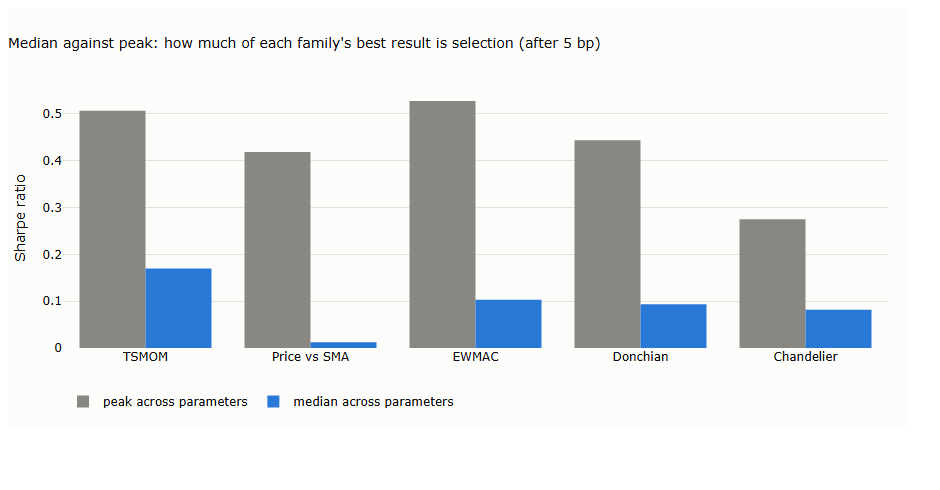 Median against peak: how much of each family's best result is selection (after 5 bp)
Sharpe ratio
0.5
0.4
0.3
0.2
0.1
0
TSMOM Price vs SMA EWMAC Donchian Chandelier
peak across parameters median across parameters